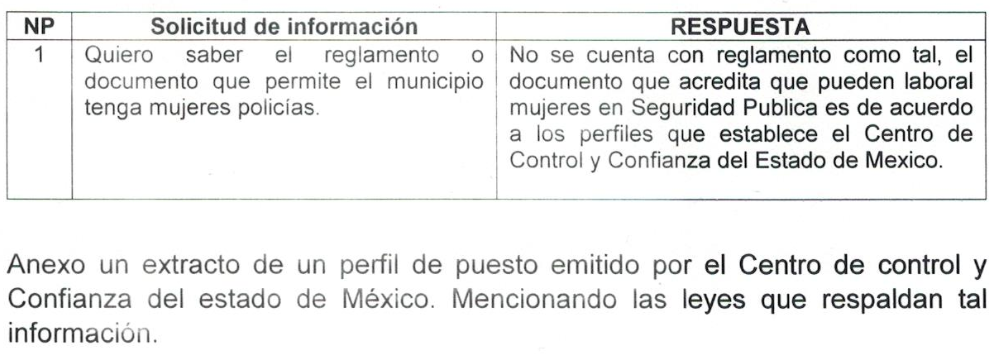 NP Solicitud de información RESPUESTA
1 Quiero saber el reglamento o
documento que permite el municipio
tenga mujeres policías.
No se cuenta con reglamento como tal, el
documento que acredita que pueden laboral
mujeres en Seguridad Publica es de acuerdo
a los perfiles que establece el Centro de
Control y Confianza del Estado de Mexico.
Anexo un extracto de un perfil de puesto emitido por el Centro de control y
Confianza del estado de México. Mencionando las leyes que respaldan tal
información.